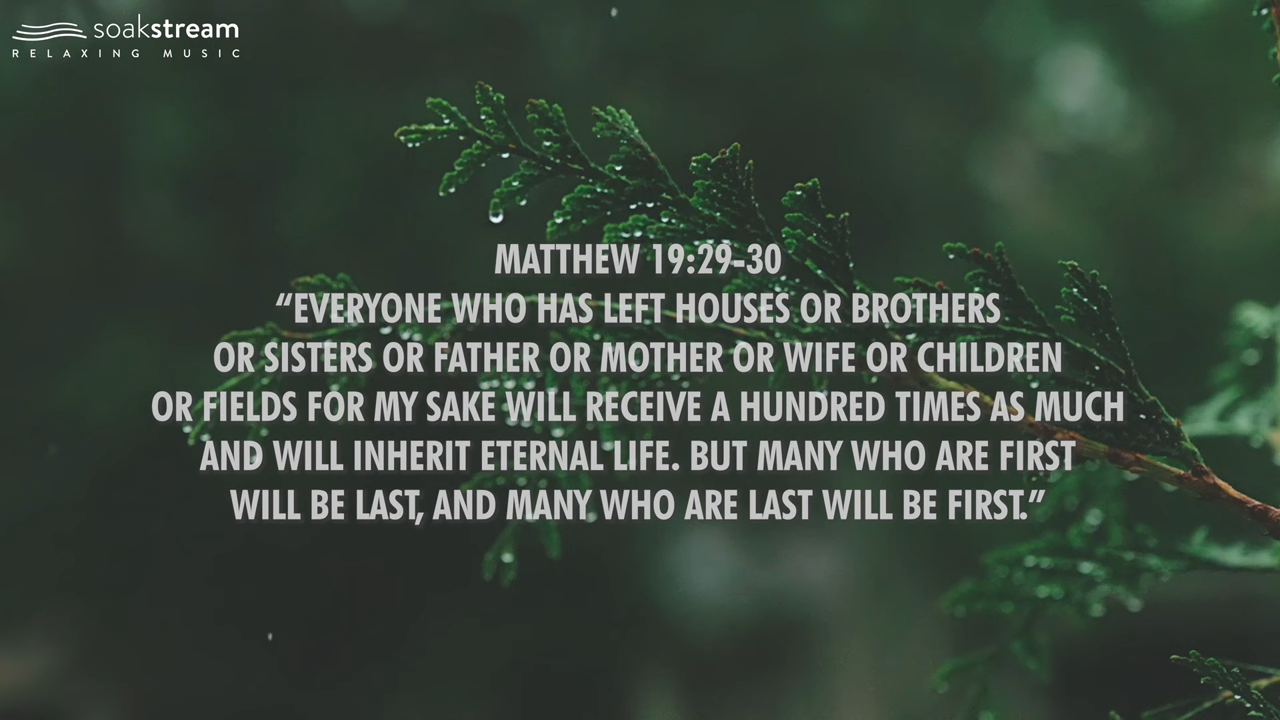 soakstream
RELAXING MUSIC
MATTHEW 19:29-30
“EVERYONE WHO HAS LEFT HOUSES OR BROTHERS
OR SISTERS OR FATHER OR MOTHER OR WIFE OR CHILDREN
OR FIELDS FOR MY SAKE WILL RECEIVE A HUNDRED TIMES AS MUCH
AND WILL INHERIT ETERNAL LIFE. BUT MANY WHO ARE FIRST
WILL BE LAST, AND MANY WHO ARE LAST WILL BE FIRST.”